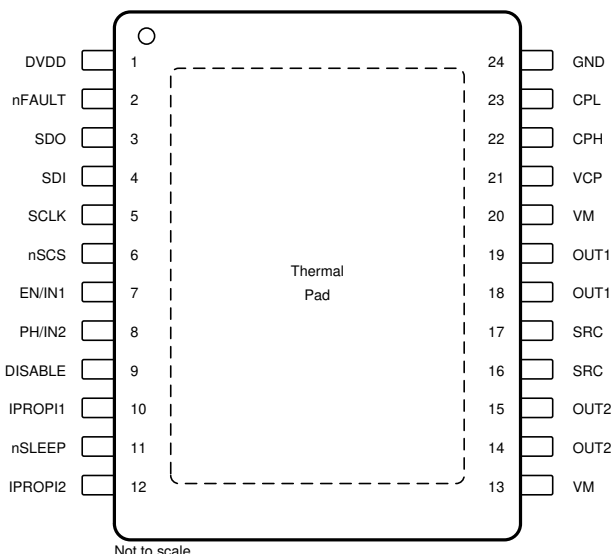 DVDD 1 24 GND
nFAULT 2 23 CPL
SDO 3 22 CPH
SDI 4 21 VCP
SCLK 5 20 VM
nSCS 6 19 OUT1
Thermal
EN/IN1 7 18 OUT1
Pad
PH/IN2 8 17 SRC
DISABLE 9 16 SRC
IPROPI1 10 15 OUT2
nSLEEP 11 14 OUT2
IPROPI2 12 13 VM
Not to scale